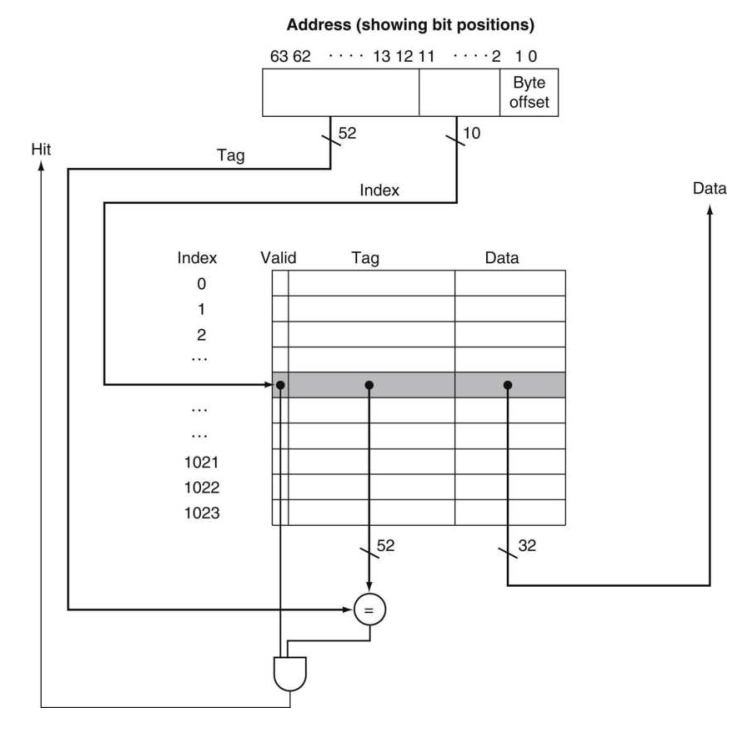 Address (showing bit positions)
63 62 ···· 13 12 11 ···· 2 1 0
Byte
offset
52
10
Hit
Tag
Index
Data
Index Valid Tag Data
0
1
2
...
...
...
1021
1022
1023
52
32
=